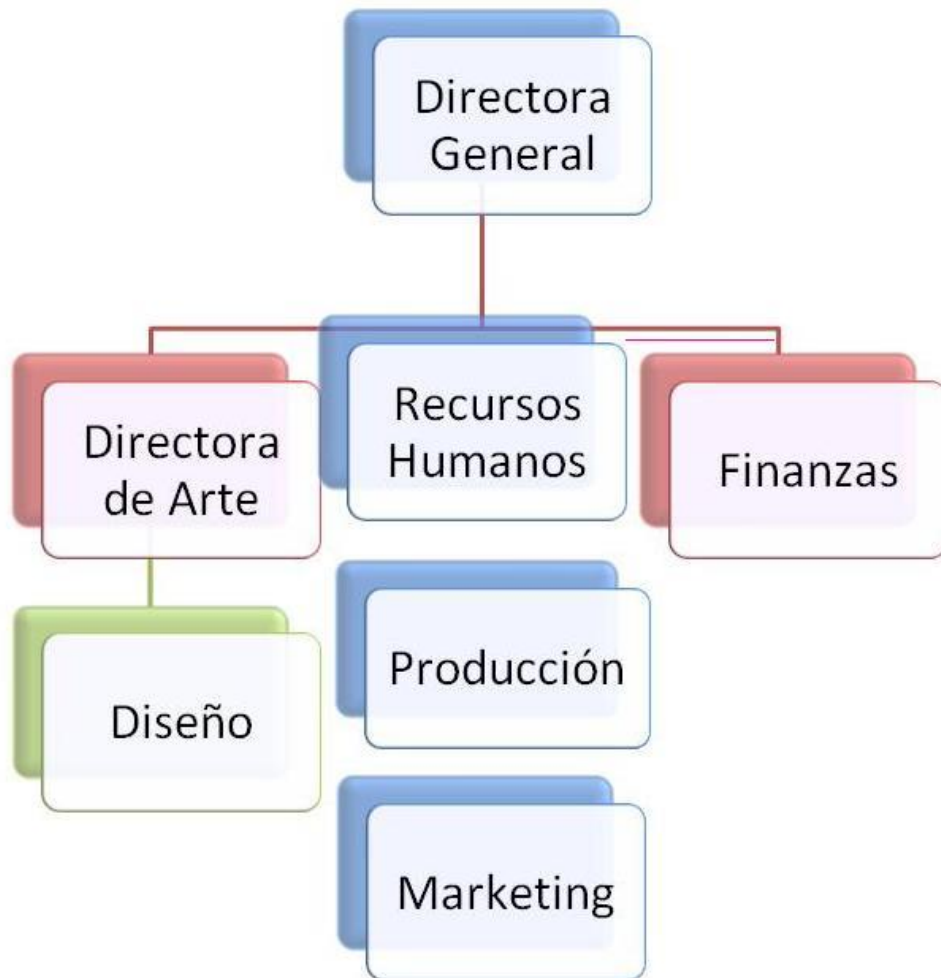 Directora
General
Directora
de Arte
Recursos
Humanos
Finanzas
Diseño
Producción
Marketing